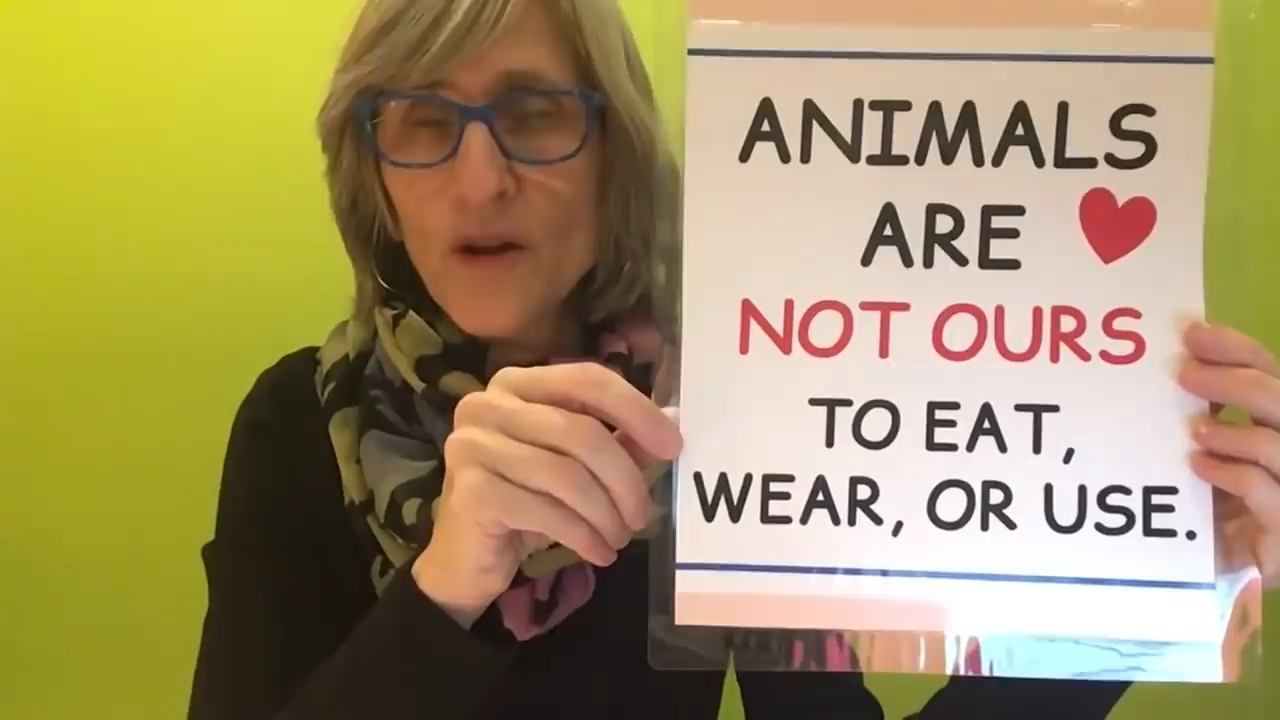 ANIMALS
ARE
NOT OURS
TO EAT,
WEAR, OR USE.